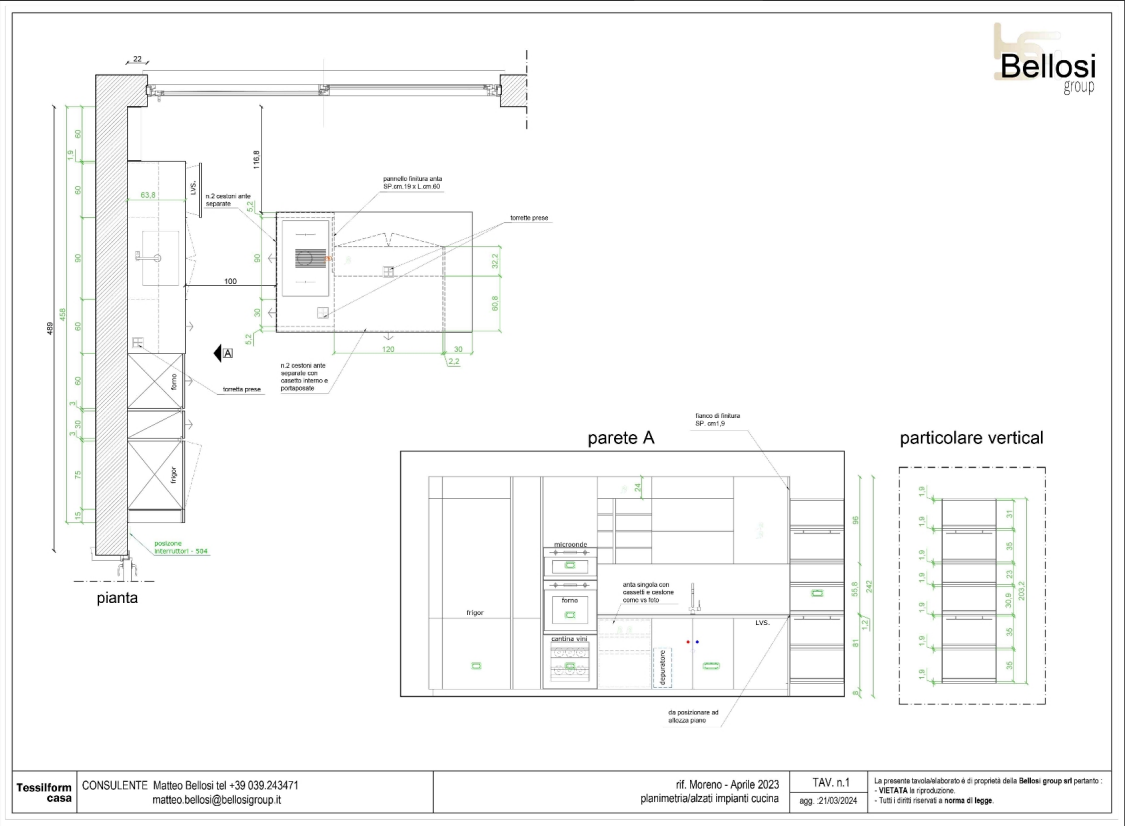 Bellosi
group
22
60
1,9
60
63,8
LVS.
n.2 cestoni ante
separate
116,8
pannello finitura anta
SP.cm.19 x L.cm.60
5,2
torrette prese
90
90
32,2
60,8
100
30
5,2
120
30
2,2
489
458
60
A
60
forno
3
30
3
75
frigor
15
torretta prese
n.2 cestoni ante
separate con
casetto interno e
portaposate
posizone
interruttori - 504
pianta
fianco di finitura
SP. cm1,9
parete A
24
microonde
forno
cantina vini
frigor
anta singola con
cassetti e cestone
come vs foto
LVS.
depuratore
96
55,8
242
1,2
81
8
da posizionare ad
altezza piano
particolare vertical
1,9
1,9
1,9
1,9
1,9
1,9
1,9
31
35
23
30,9
35
35
203,2
Tessilform
casa
CONSULENTE Matteo Bellosi tel +39 039.243471
matteo.bellosi@bellosigroup.it
rif. Moreno - Aprile 2023
planimetria/alzati impianti cucina
TAV. n.1
agg. :21/03/2024
La presente tavola/elaborato é di proprietà della Bellosi group srl pertanto :
- VIETATA la riproduzione.
- Tutti i diritti riservati a norma di legge.